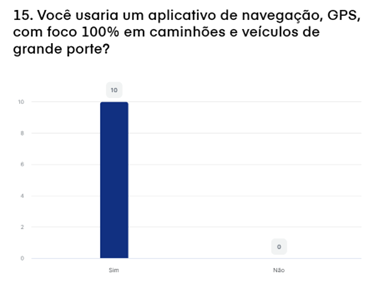 15. Você usaria um aplicativo de navegação, GPS,
com foco 100% em caminhões e veículos de
grande porte?
10
10
8
6
4
2
0
0
Sim
Não